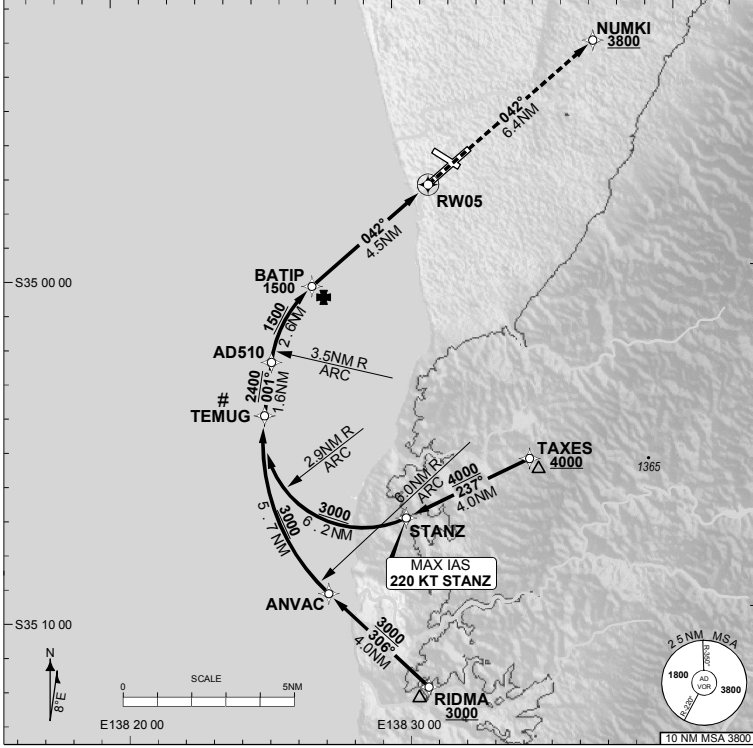 NUMKI
3800
042°
6.4NM
RW05
042°
4.5NM
S35 00 00
BATIP
1500
1500
2.6NM
AD510
3.5NM R
ARC
2400
001°
1.6NM
#
TEMUG
2.9NM R
ARC
8.0NM R
ARC
TAXES
4000
1365
4000
237°
4.0NM
3000
6.2NM
3000
5.7NM
STANZ
MAX IAS
220 KT STANZ
ANVAC
S35 10 00
3000
306°
4.0NM
RIDMA
3000
N
8°E
SCALE
0
5NM
E138 20 00
E138 30 00
25NM MSA
R-350°
1800
AD
VOR
3800
R-220°
10 NM MSA 3800